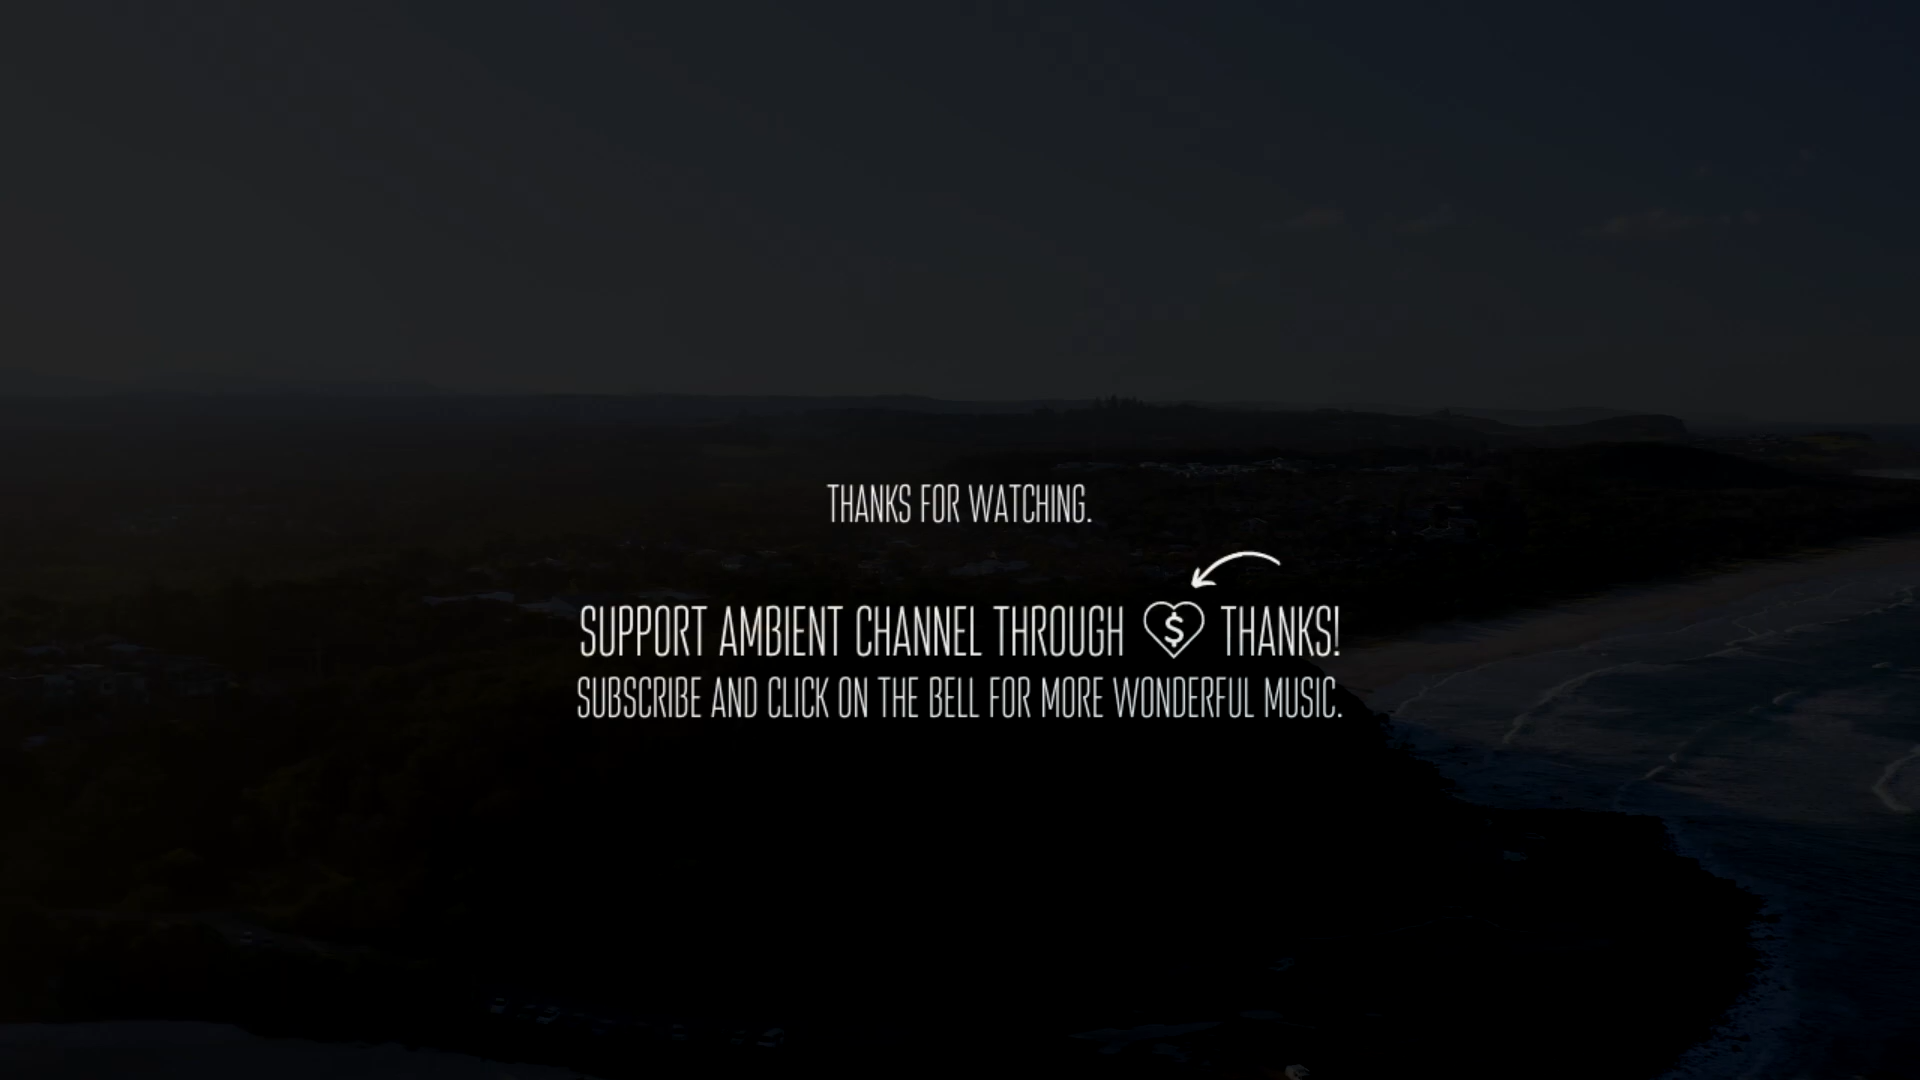 THANKS FOR WATCHING.
SUPPORT AMBIENT CHANNEL THROUGH $ THANKS!
SUBSCRIBE AND CLICK ON THE BELL FOR MORE WONDERFUL MUSIC.